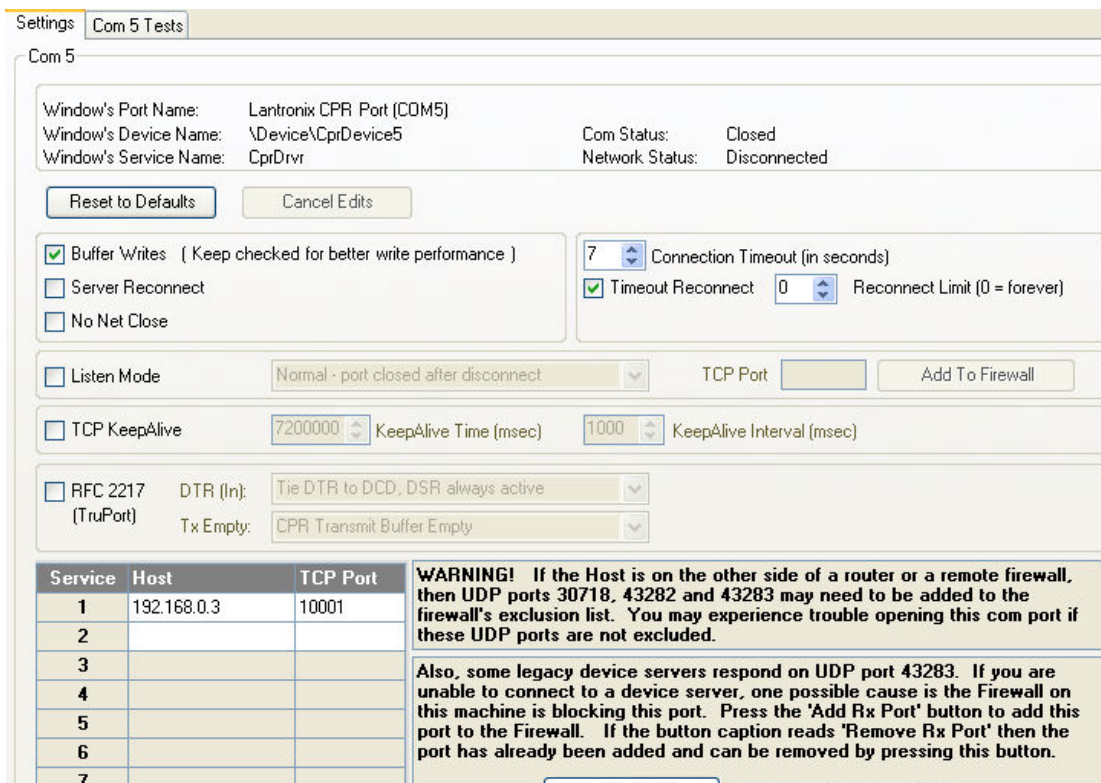 Settings Com 5 Tests
Com 5
Window's Port Name: Lantronix CPR Port (COM5)
Window's Device Name: \Device\CprDevice5 Com Status: Closed
Window's Service Name: CprDrvr Network Status: Disconnected
Reset to Defaults Cancel Edits
Buffer Writes ( Keep checked for better write performance ) 7 Connection Timeout (in seconds)
Server Reconnect Timeout Reconnect 0 Reconnect Limit (0 = forever)
No Net Close
Listen Mode Normal - port closed after disconnect TCP Port Add To Firewall
TCP KeepAlive 7200000 KeepAlive Time (msec) 1000 KeepAlive Interval (msec)
RFC 2217 DTR (In): Tie DTR to DCD, DSR always active
(TruPort) Tx Empty: CPR Transmit Buffer Empty
Service Host TCP Port
1 192.168.0.3 10001
2
3
4
5
6
7
WARNING! If the Host is on the other side of a router or a remote firewall,
then UDP ports 30718, 43282 and 43283 may need to be added to the
firewall's exclusion list. You may experience trouble opening this com port if
these UDP ports are not excluded.
Also, some legacy device servers respond on UDP port 43283. If you are
unable to connect to a device server, one possible cause is the Firewall on
this machine is blocking this port. Press the 'Add Rx Port' button to add this
port to the Firewall. If the button caption reads 'Remove Rx Port' then the
port has already been added and can be removed by pressing this button.